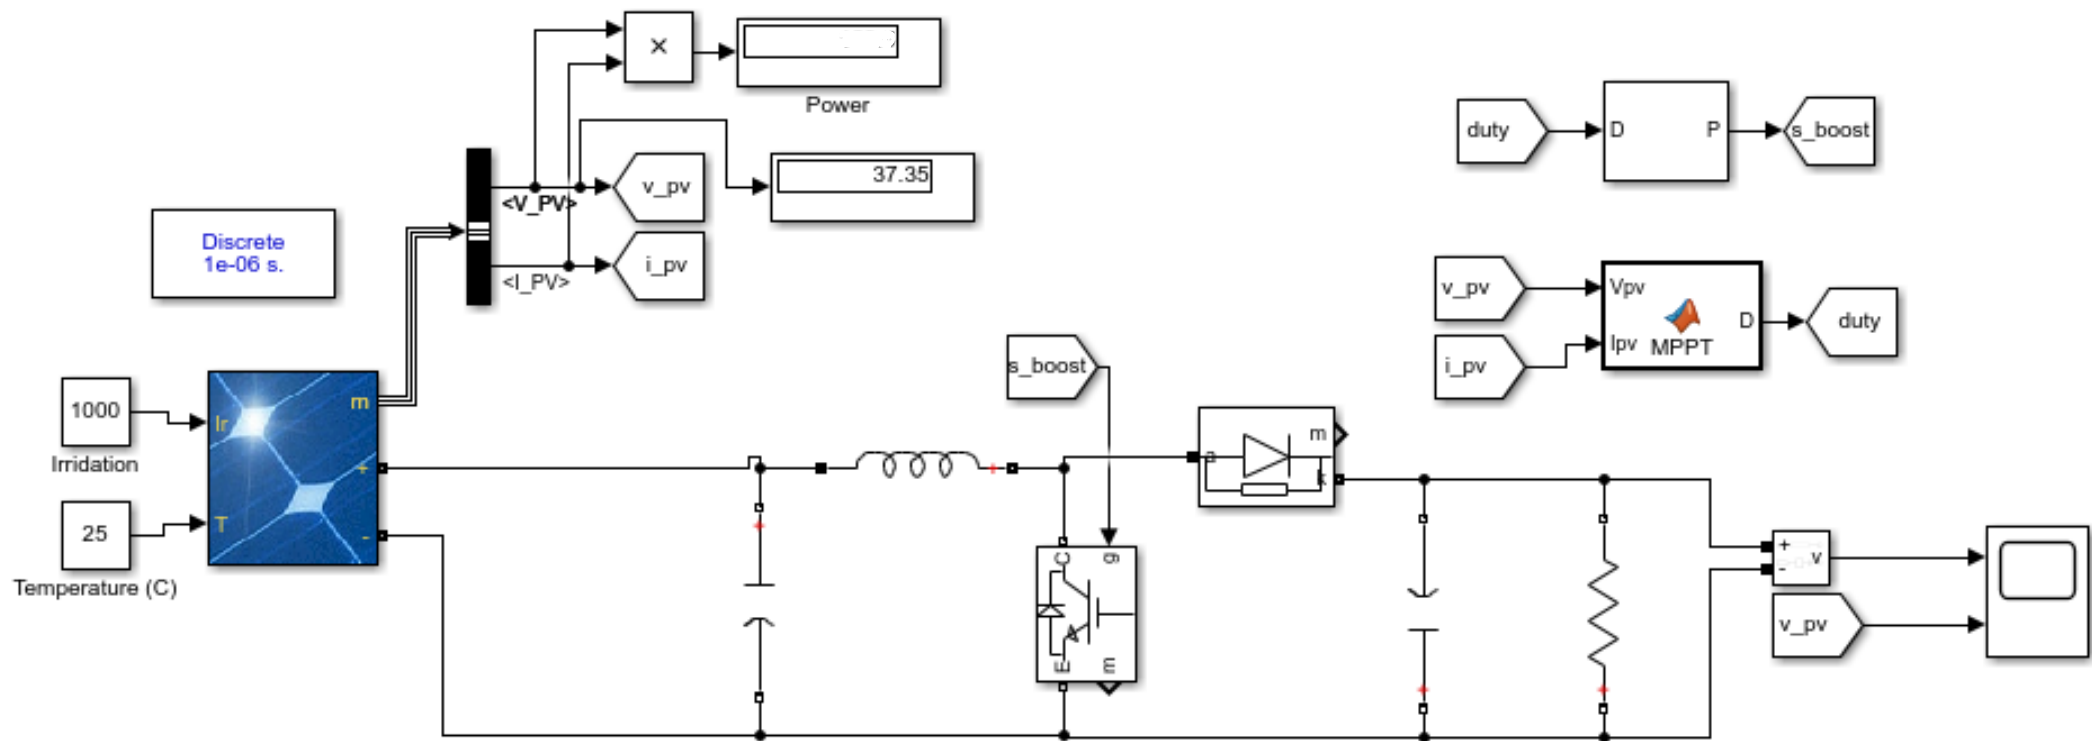 ×
Power
37.35
v_pv
<V_PV>
i_pv
<I_PV>
Discrete
1e-06 s.
duty
D
P
s_boost
v_pv
i_pv
Vpv
Ipv
MPPT
D
duty
1000
Irridation
25
Temperature (C)
Ir
T
m
+
-
s_boost
g
C
E
m
a
m
k
+
-
v
v_pv